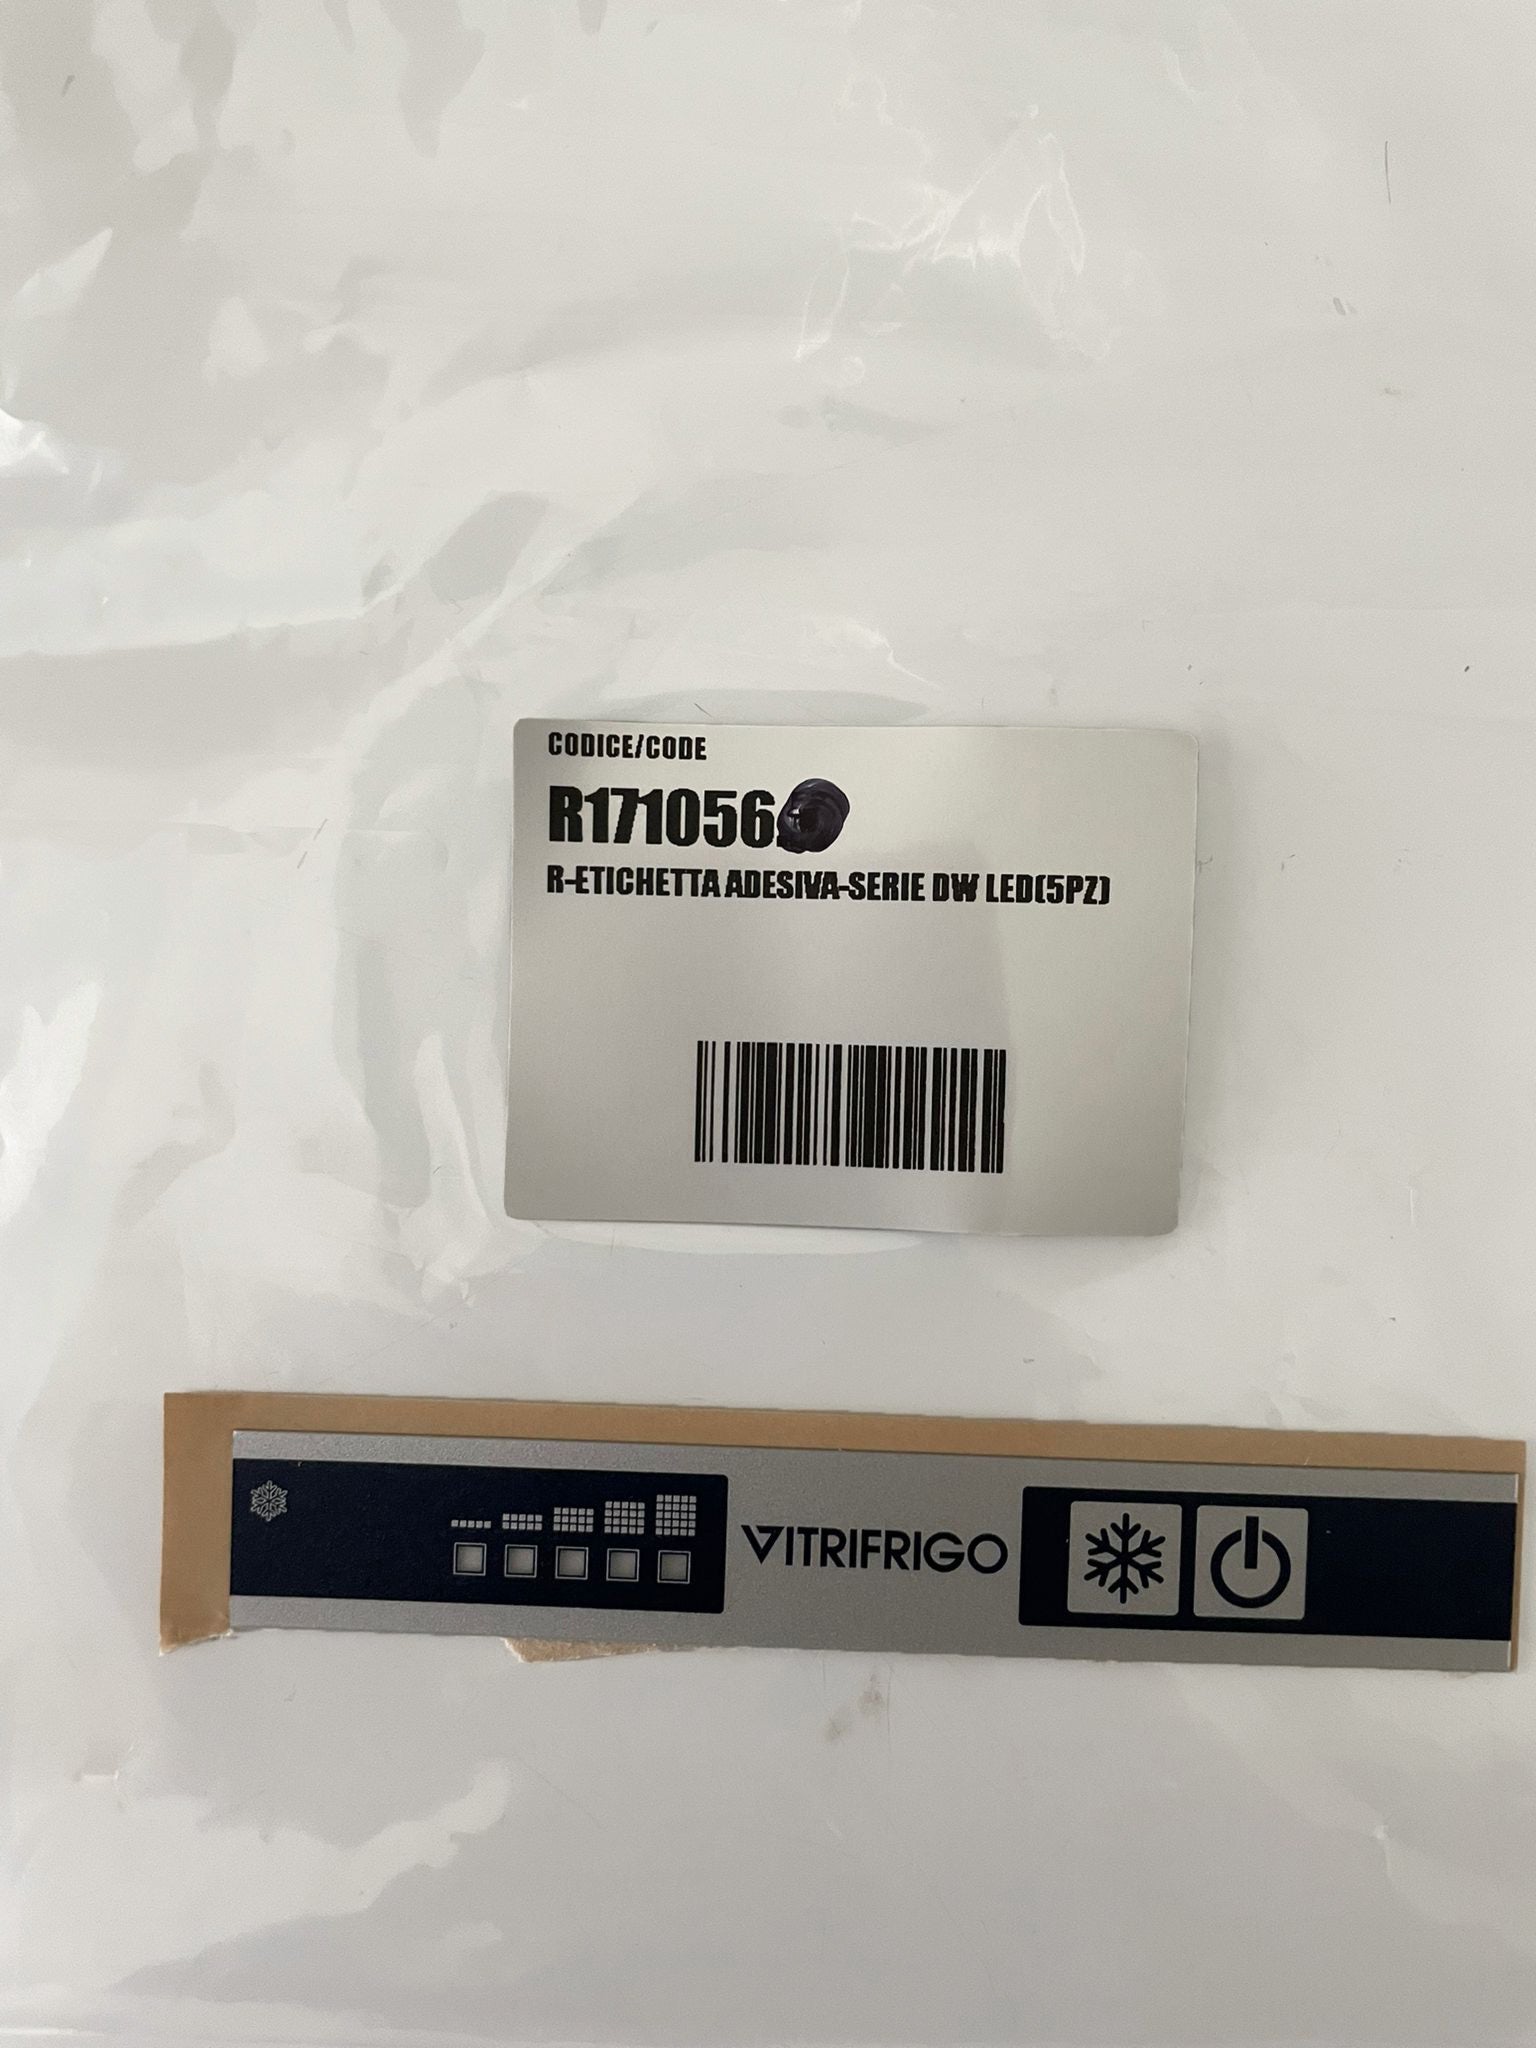 CODICE/CODE
R171056
R-ETICHETTA ADESIVA-SERIE DW LED(5PZ)
VITRIFRIGO